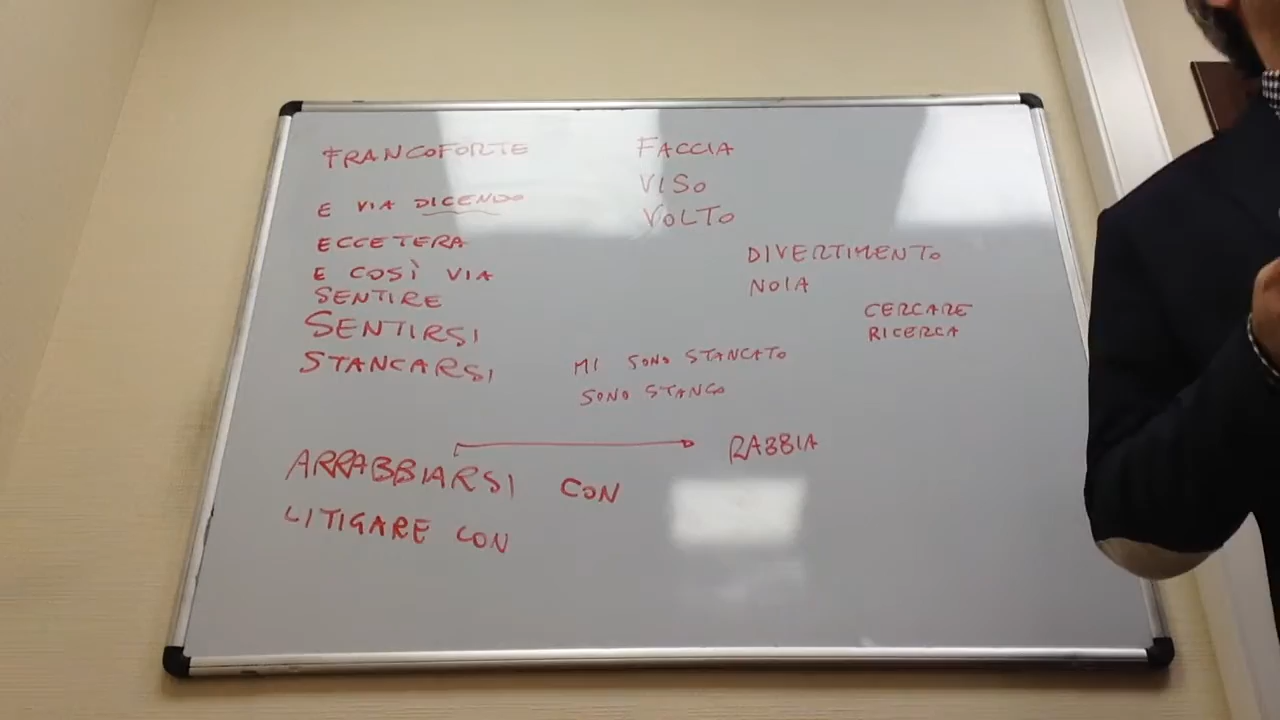 FRANCOFORTE
E VIA DICENDO
ECCETERA
E COSÌ VIA
SENTIRE
SENTIRSI
STANCARSI
FACCIA
VISO
VOLTO
DIVERTIMENTO
NOIA
CERCARE
RICERCA
MI SONO STANCATO
SONO STANCO
ARRABBIARSI CON
RABBIA
LITIGARE CON